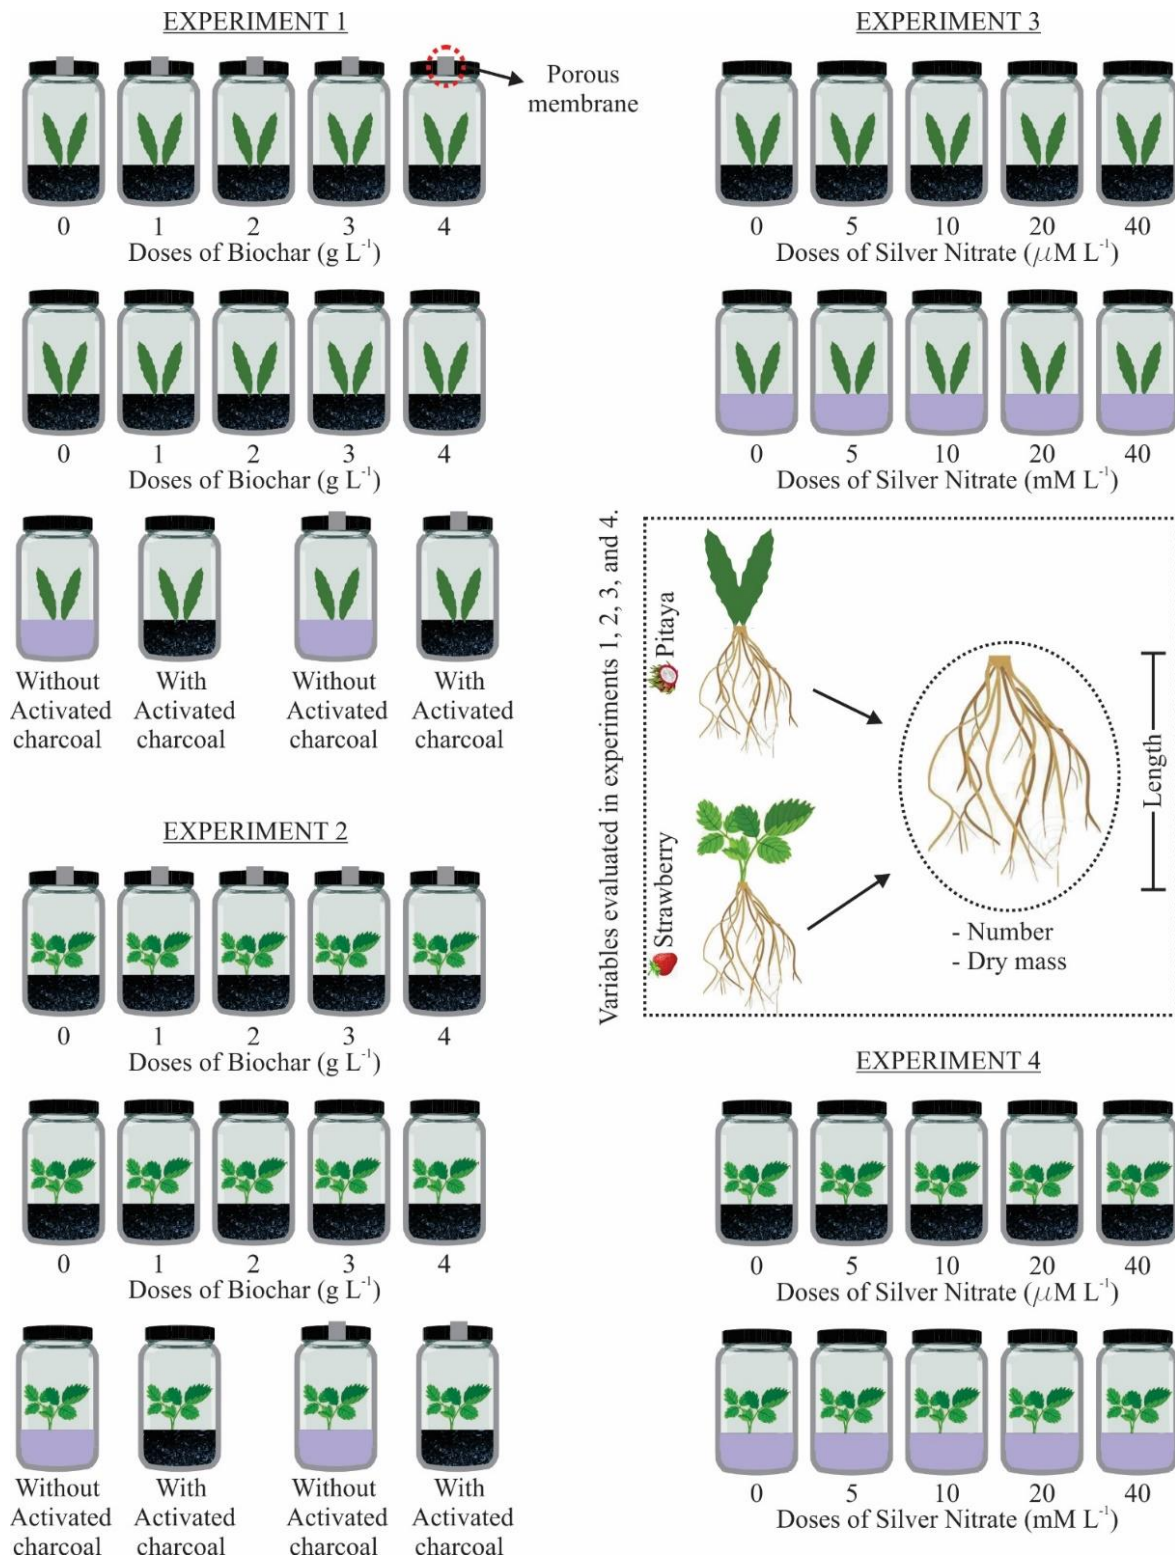 EXPERIMENT 1
Porous
membrane
0 1 2 3 4
Doses of Biochar (g L⁻¹)
0 1 2 3 4
Doses of Biochar (g L⁻¹)
Without
Activated
charcoal
With
Activated
charcoal
Without
Activated
charcoal
With
Activated
charcoal
EXPERIMENT 2
0 1 2 3 4
Doses of Biochar (g L⁻¹)
0 1 2 3 4
Doses of Biochar (g L⁻¹)
Without
Activated
charcoal
With
Activated
charcoal
Without
Activated
charcoal
With
Activated
charcoal
EXPERIMENT 3
0 5 10 20 40
Doses of Silver Nitrate (μM L⁻¹)
0 5 10 20 40
Doses of Silver Nitrate (mM L⁻¹)
Variables evaluated in experiments 1, 2, 3, and 4.
Pitaya
Strawberry
Length
- Number
- Dry mass
EXPERIMENT 4
0 5 10 20 40
Doses of Silver Nitrate (μM L⁻¹)
0 5 10 20 40
Doses of Silver Nitrate (mM L⁻¹)